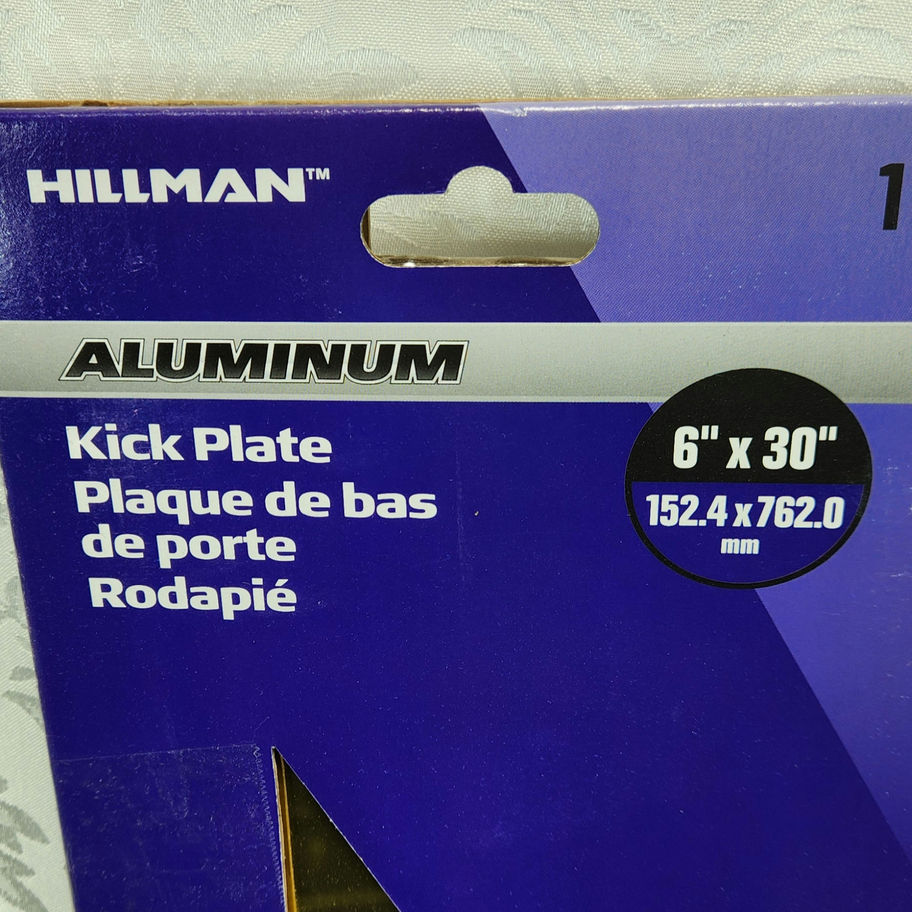 HILLMAN™
1
ALUMINUM
Kick Plate
Plaque de bas
de porte
Rodapié
6" x 30"
152.4 x 762.0
mm